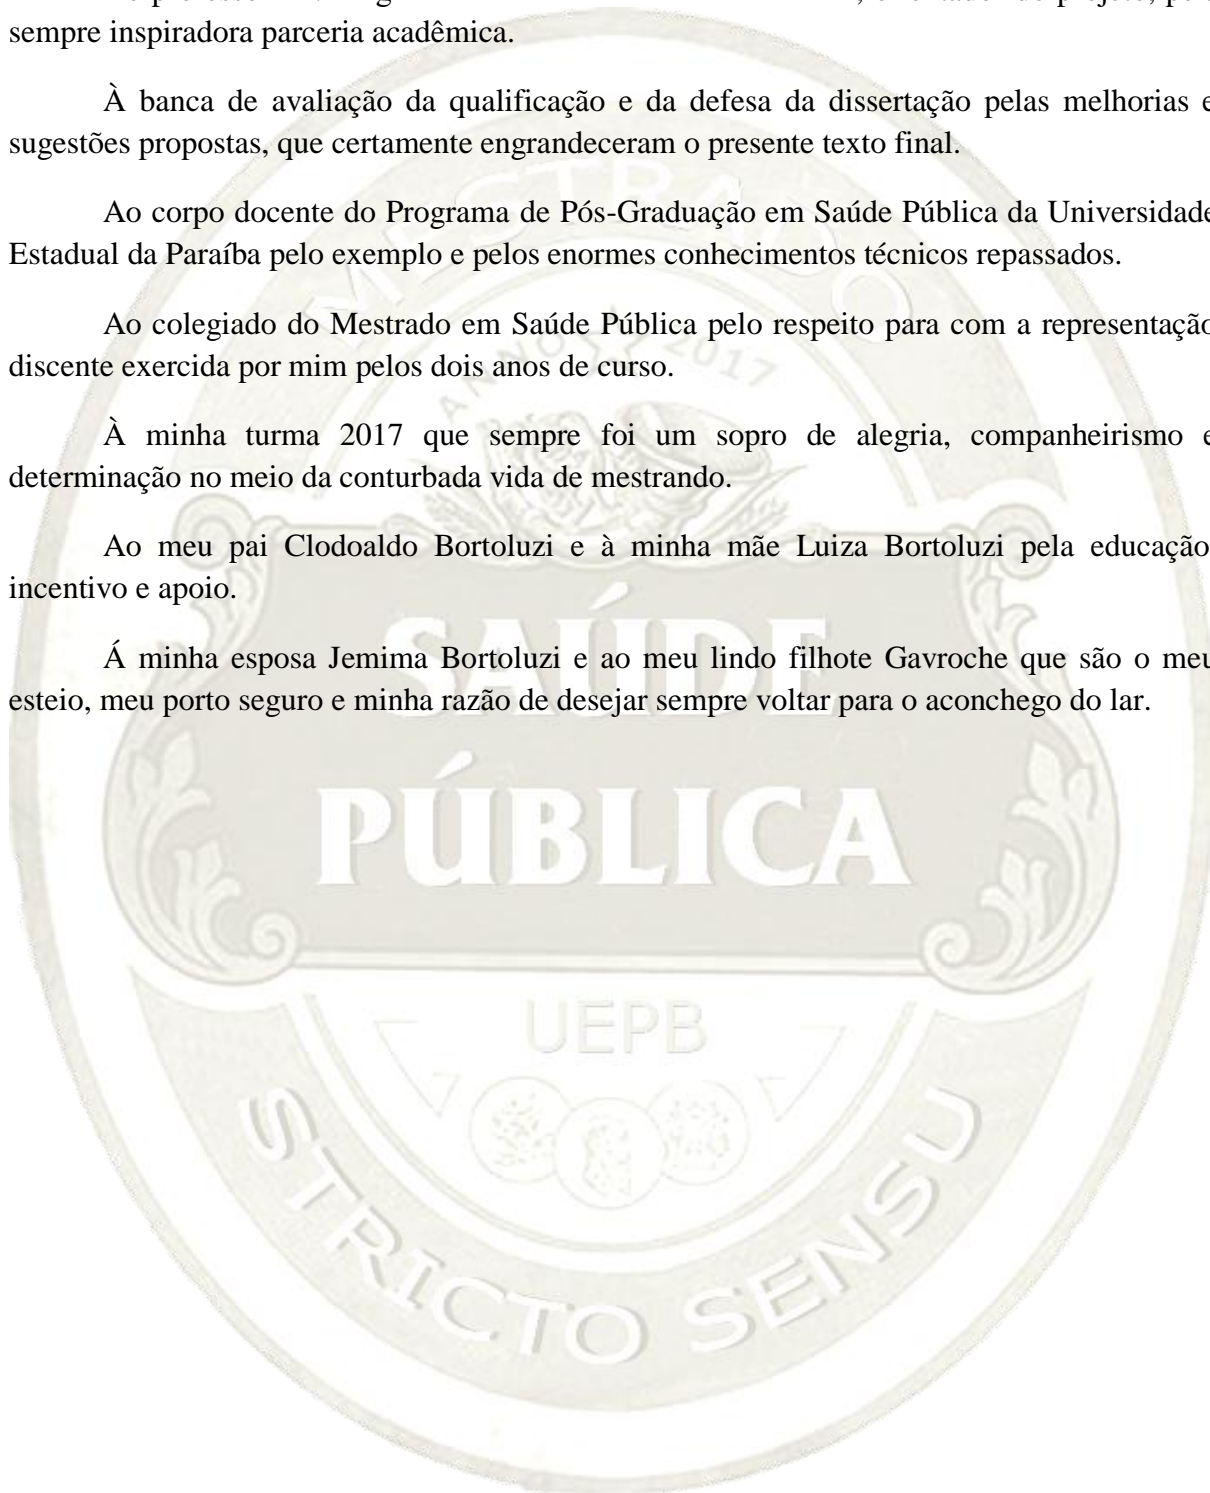 sempre inspiradora parceria acadêmica.
À banca de avaliação da qualificação e da defesa da dissertação pelas melhorias e
sugestões propostas, que certamente engrandeceram o presente texto final.
Ao corpo docente do Programa de Pós-Graduação em Saúde Pública da Universidade
Estadual da Paraíba pelo exemplo e pelos enormes conhecimentos técnicos repassados.
Ao colegiado do Mestrado em Saúde Pública pelo respeito para com a representação
discente exercida por mim pelos dois anos de curso.
À minha turma 2017 que sempre foi um sopro de alegria, companheirismo e
determinação no meio da conturbada vida de mestrando.
Ao meu pai Clodoaldo Bortoluzi e à minha mãe Luiza Bortoluzi pela educação
incentivo e apoio.
Á minha esposa Jemima Bortoluzi e ao meu lindo filhote Gavroche que são o meu
esteio, meu porto seguro e minha razão de desejar sempre voltar para o aconchego do lar.
MESTRADO
ANO 2017
SAÚDE
PÚBLICA
UEPB
STRICTO SENSU